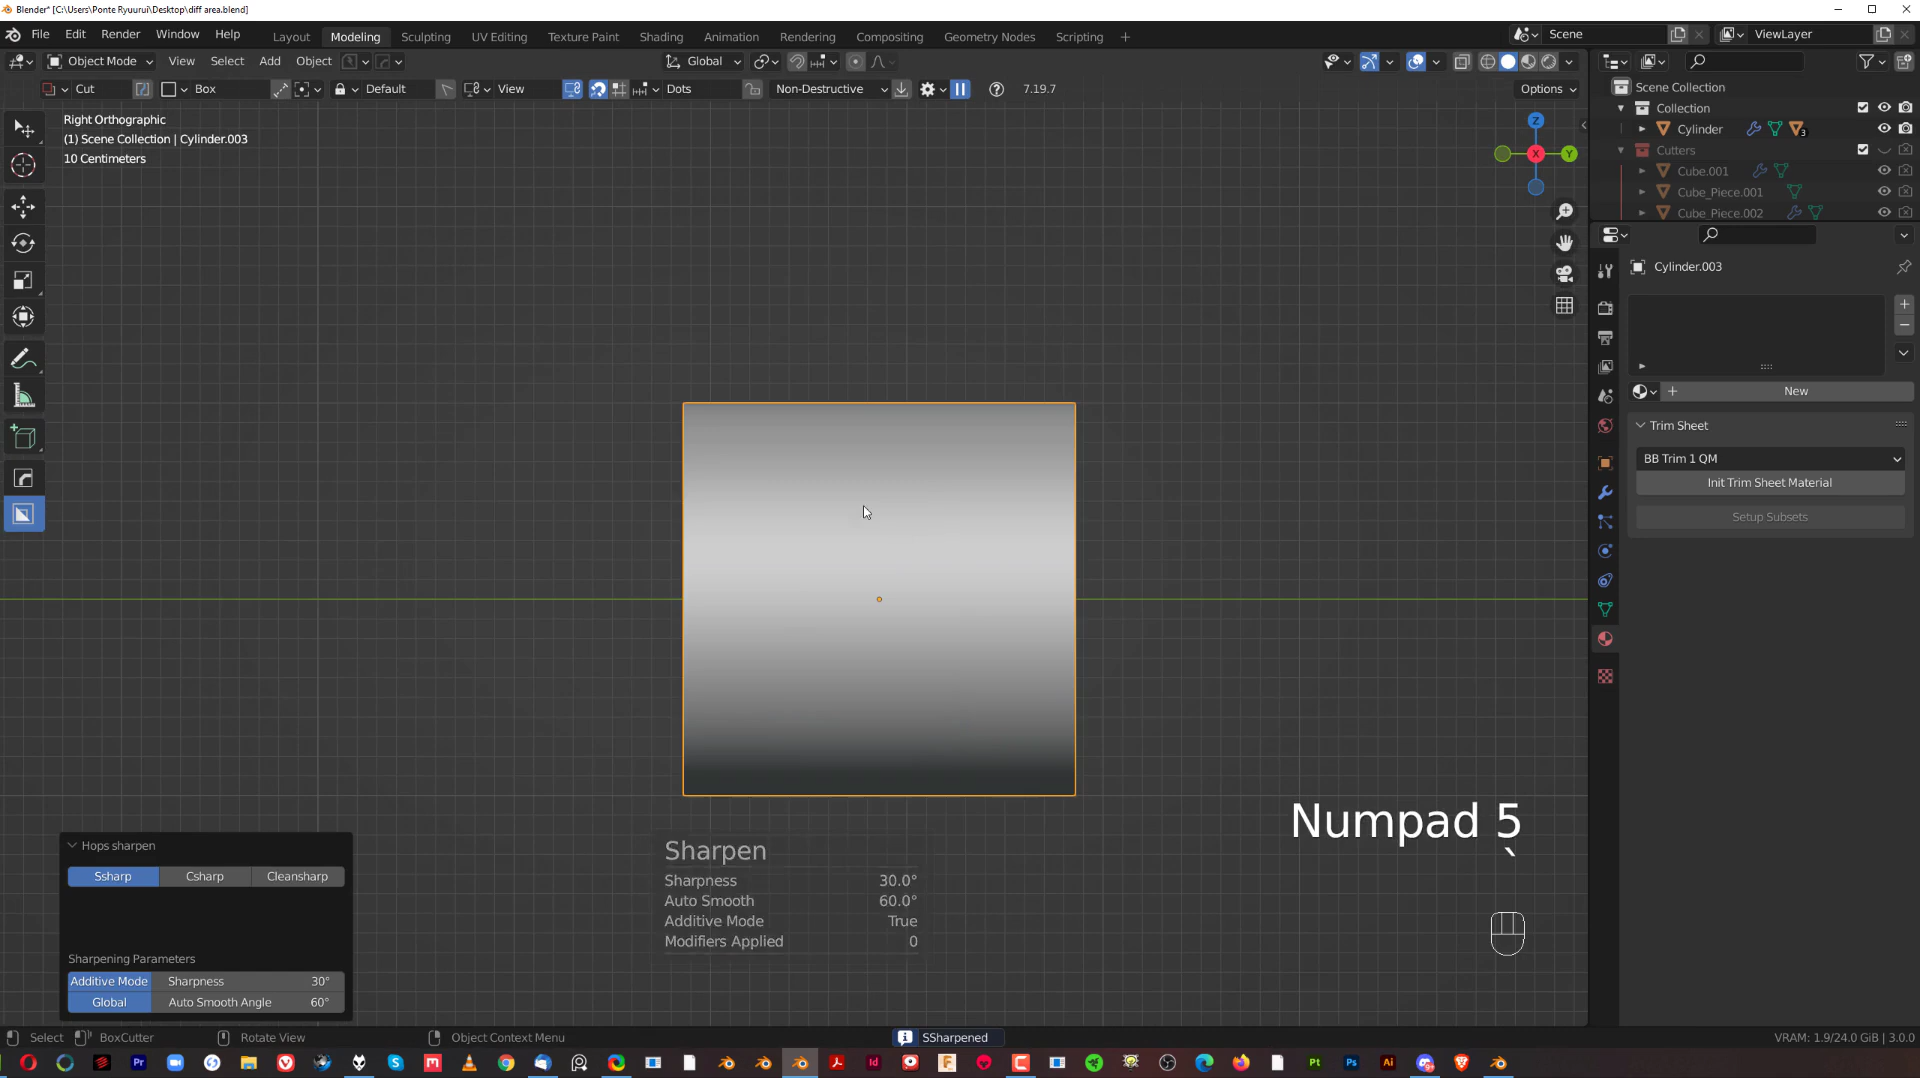 Blender* [C:\Users\Ponte Ryuurui\Desktop\diff area.blend]
File Edit Render Window Help
Layout Modeling Sculpting UV Editing Texture Paint Shading Animation Rendering Compositing Geometry Nodes Scripting +
Scene
ViewLayer
Object Mode View Select Add Object
Global
Cut Box Default View Dots Non-Destructive 7.19.7
Options
Right Orthographic
(1) Scene Collection | Cylinder.003
10 Centimeters
Z
X
Y
Scene Collection
Collection
Cylinder 3
Cutters
Cube.001
Cube_Piece.001
Cube_Piece.002
Cylinder.003
New
Trim Sheet
BB Trim 1 QM
Init Trim Sheet Material
Setup Subsets
Numpad 5
`
Hops sharpen
Ssharp Csharp Cleansharp
Sharpening Parameters
Additive Mode Sharpness 30°
Global Auto Smooth Angle 60°
Sharpen
Sharpness 30.0°
Auto Smooth 60.0°
Additive Mode True
Modifiers Applied 0
Select BoxCutter Rotate View Object Context Menu
SSharpened
VRAM: 1.9/24.0 GiB | 3.0.0
Pr
Id
Pt
Ps
Ai